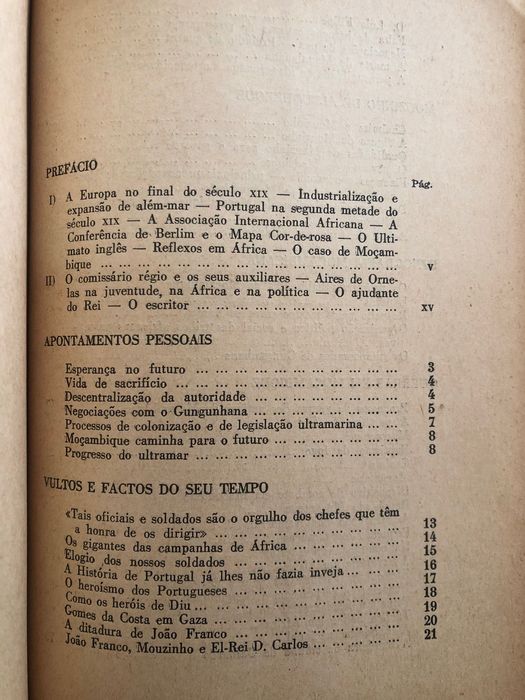 PREFÁCIO
Pág.
I) A Europa no final do século XIX — Industrialização e
expansão de além-mar — Portugal na segunda metade do
século XIX — A Associação Internacional Africana — A
Conferência de Berlim e o Mapa Cor-de-rosa — O Ulti-
mato inglês — Reflexos em África — O caso de Moçam-
bique ... ... ... ... ... ... ... ... ... ... ... ... ... V
II) O comissário régio e os seus auxiliares — Aires de Orne-
las na juventude, na África e na política — O ajudante
do Rei — O escritor ... ... ... ... ... ... ... ... ... XV
APONTAMENTOS PESSOAIS
Esperança no futuro ... ... ... ... ... ... ... ... ... 3
Vida de sacrifício ... ... ... ... ... ... ... ... ... ... 4
Descentralização da autoridade ... ... ... ... ... ... ... 4
Negociações com o Gungunhana ... ... ... ... ... ... ... 5
Processos de colonização e de legislação ultramarina ... ... 7
Moçambique caminha para o futuro ... ... ... ... ... ... 8
Progresso do ultramar ... ... ... ... ... ... ... ... ... 8
VULTOS E FACTOS DO SEU TEMPO
«Tais oficiais e soldados são o orgulho dos chefes que têm
a honra de os dirigir» ... ... ... ... ... ... ... ... 13
Os gigantes das campanhas de África ... ... ... ... ... 14
Elogio dos nossos soldados ... ... ... ... ... ... ... ... 15
A História de Portugal já lhes não fazia inveja ... ... ... 16
O heroísmo dos Portugueses ... ... ... ... ... ... ... 17
Como os heróis de Diu ... ... ... ... ... ... ... ... ... 18
Gomes da Costa em Gaza ... ... ... ... ... ... ... ... 19
A ditadura de João Franco ... ... ... ... ... ... ... ... 20
João Franco, Mouzinho e El-Rei D. Carlos ... ... ... ... 21